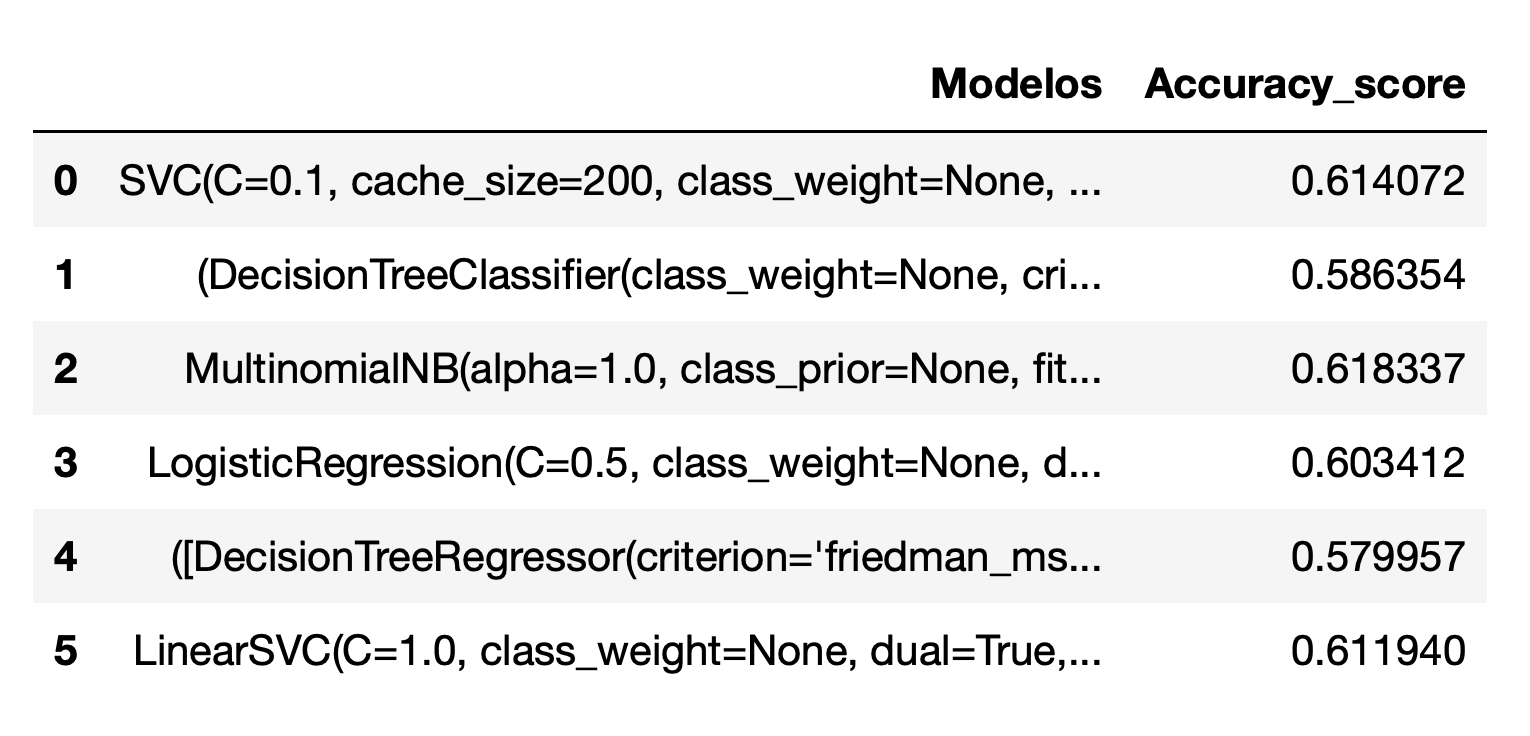 Modelos Accuracy_score
0 SVC(C=0.1, cache_size=200, class_weight=None, ... 0.614072
1 (DecisionTreeClassifier(class_weight=None, cri... 0.586354
2 MultinomialNB(alpha=1.0, class_prior=None, fit... 0.618337
3 LogisticRegression(C=0.5, class_weight=None, d... 0.603412
4 ([DecisionTreeRegressor(criterion='friedman_ms... 0.579957
5 LinearSVC(C=1.0, class_weight=None, dual=True,... 0.611940